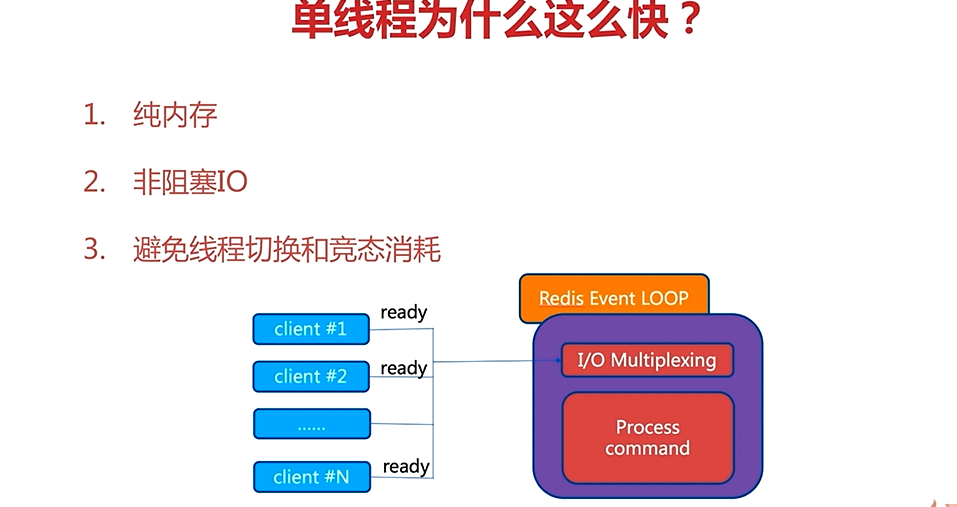 单线程为什么这么快？
1. 纯内存
2. 非阻塞IO
3. 避免线程切换和竞态消耗
Redis Event LOOP
ready
client #1
I/O Multiplexing
ready
client #2
......
Process
command
ready
client #N